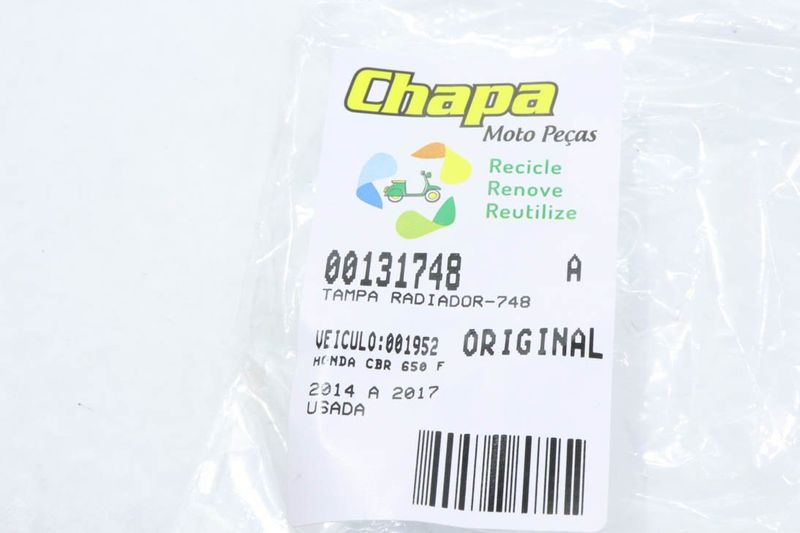 Chapa
Moto Peças
Recicle
Renove
Reutilize
00131748 A
TAMPA RADIADOR-748
VEICULO:001952 ORIGINAL
HONDA CBR 650 F
2014 A 2017
USADA